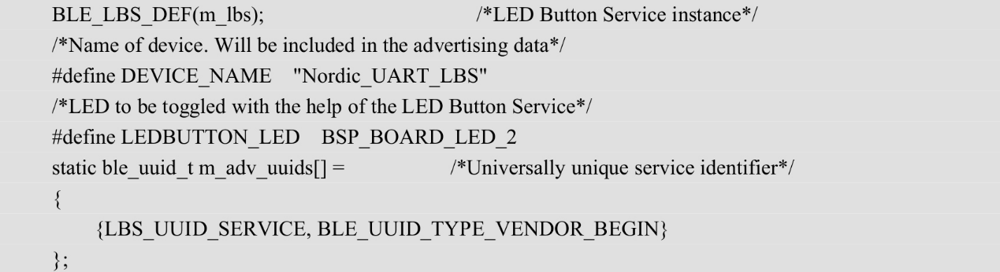 BLE_LBS_DEF(m_lbs); /*LED Button Service instance*/
/*Name of device. Will be included in the advertising data*/
#define DEVICE_NAME "Nordic_UART_LBS"
/*LED to be toggled with the help of the LED Button Service*/
#define LEDBUTTON_LED BSP_BOARD_LED_2
static ble_uuid_t m_adv_uuids[] = /*Universally unique service identifier*/
{
{LBS_UUID_SERVICE, BLE_UUID_TYPE_VENDOR_BEGIN}
};